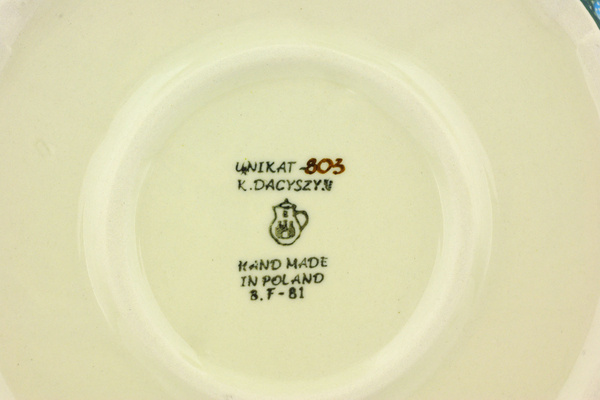 UNIKAT-803
K.DACYSZYN
HAND MADE
IN POLAND
B.F-81